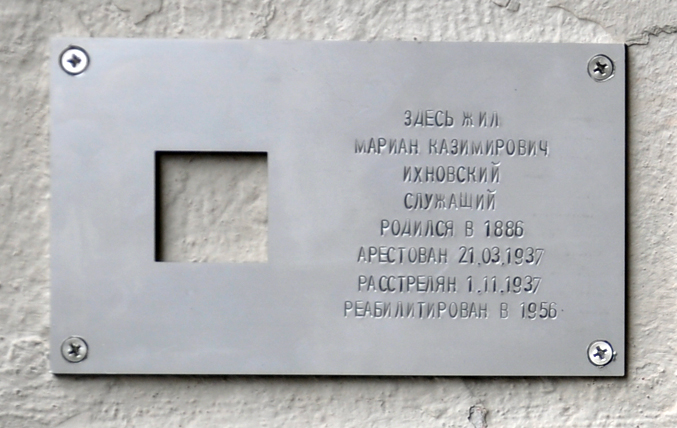 ЗДЕСЬ ЖИЛ
МАРИАН КАЗИМИРОВИЧ
ИХНОВСКИЙ
СЛУЖАЩИЙ
РОДИЛСЯ В 1886
АРЕСТОВАН 21.03.1937
РАССТРЕЛЯН 1.11.1937
РЕАБИЛИТИРОВАН В 1956